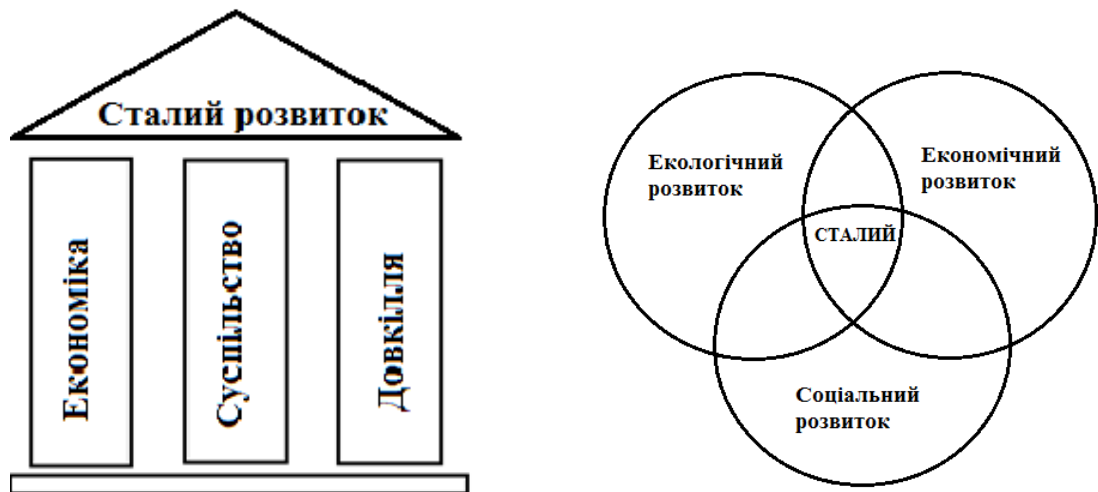 Сталий розвиток
Економіка
Суспільство
Довкілля
Екологічний
розвиток
Економічний
розвиток
СТАЛИЙ
Соціальний
розвиток